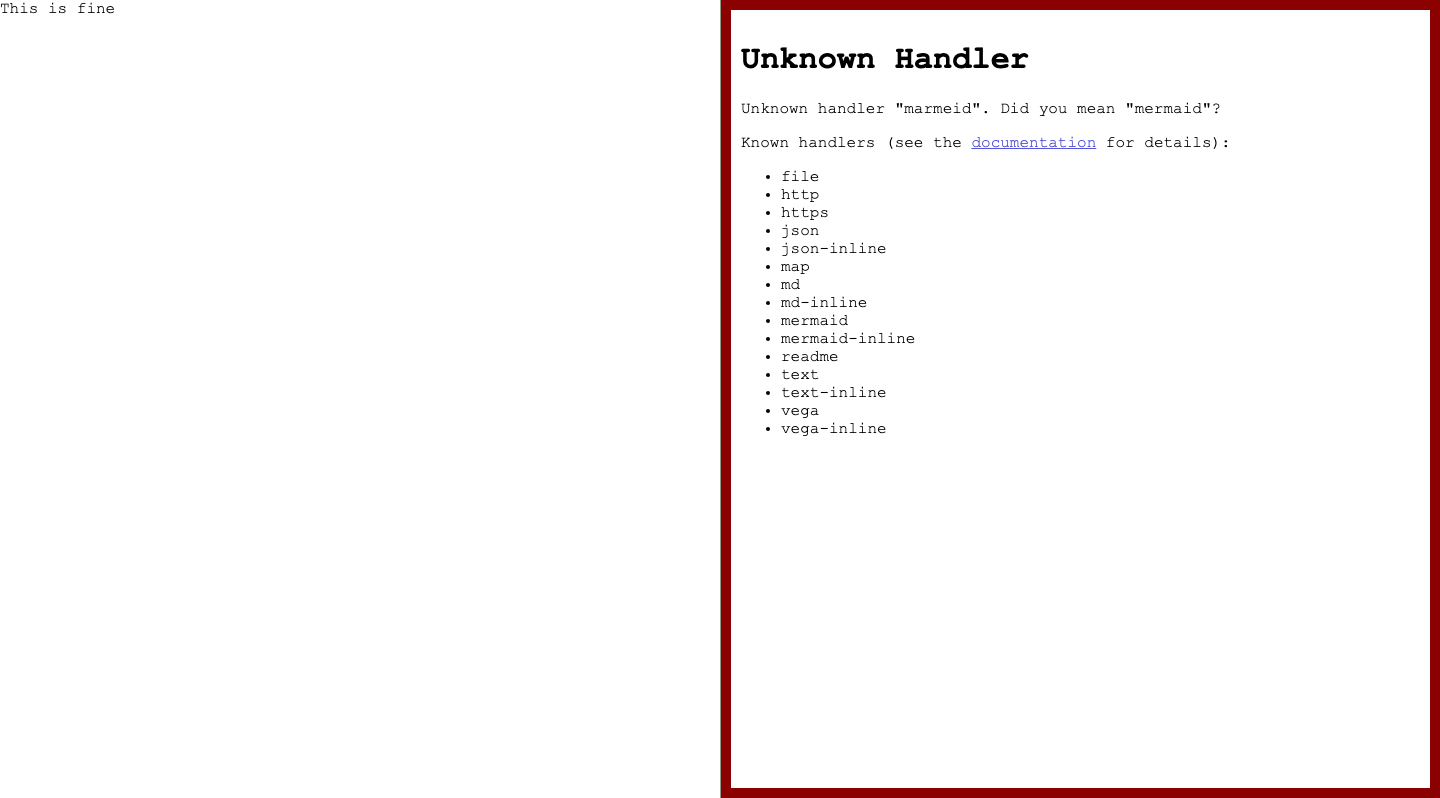 This is fine
Unknown Handler
Unknown handler "marmeid". Did you mean "mermaid"?
Known handlers (see the documentation for details):
• file
• http
• https
• json
• json-inline
• map
• md
• md-inline
• mermaid
• mermaid-inline
• readme
• text
• text-inline
• vega
• vega-inline